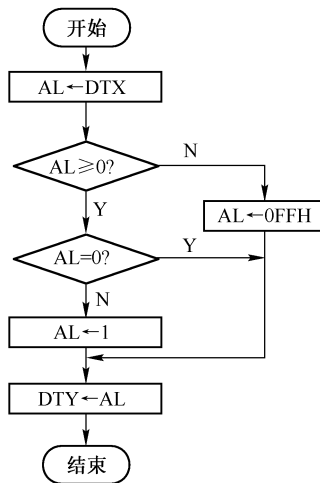 开始
AL←DTX
AL≥0?
N
Y
AL←0FFH
AL=0?
Y
N
AL←1
DTY←AL
结束